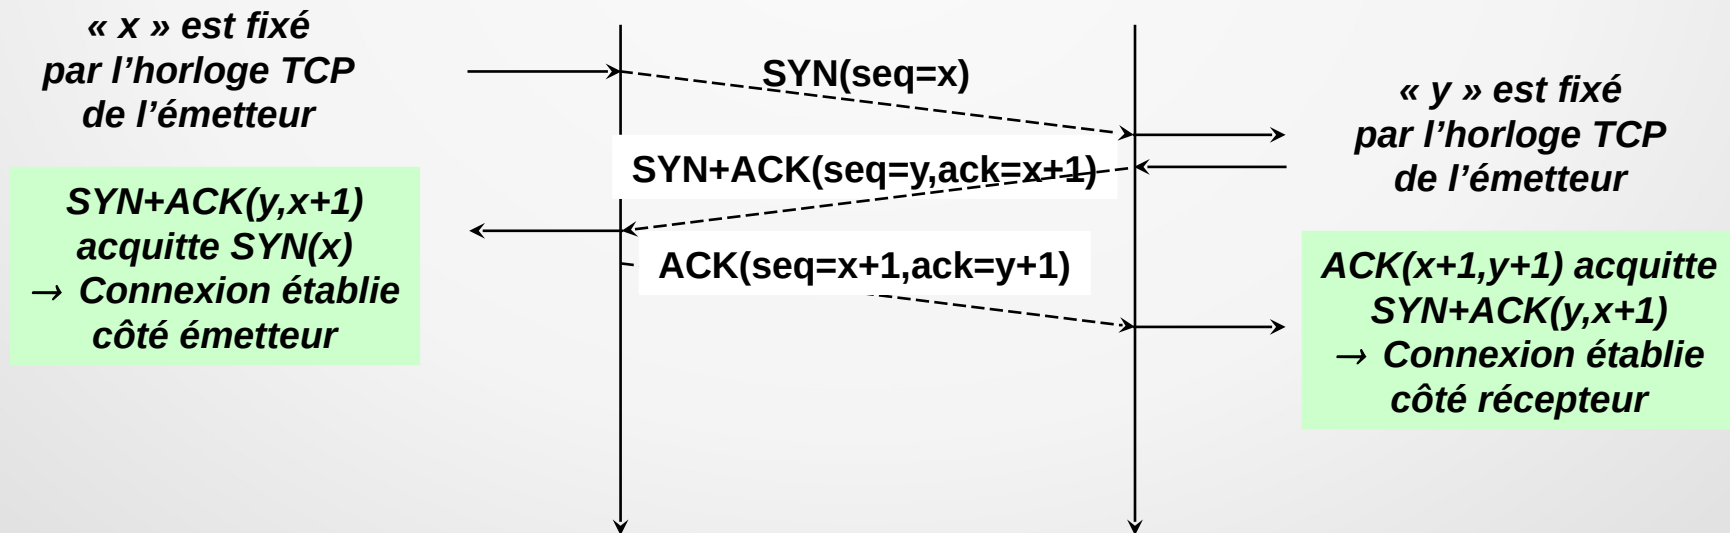 « x » est fixé
par l’horloge TCP
de l’émetteur
SYN+ACK(y,x+1)
acquitte SYN(x)
→ Connexion établie
côté émetteur
SYN(seq=x)
SYN+ACK(seq=y,ack=x+1)
ACK(seq=x+1,ack=y+1)
« y » est fixé
par l’horloge TCP
de l’émetteur
ACK(x+1,y+1) acquitte
SYN+ACK(y,x+1)
→ Connexion établie
côté récepteur